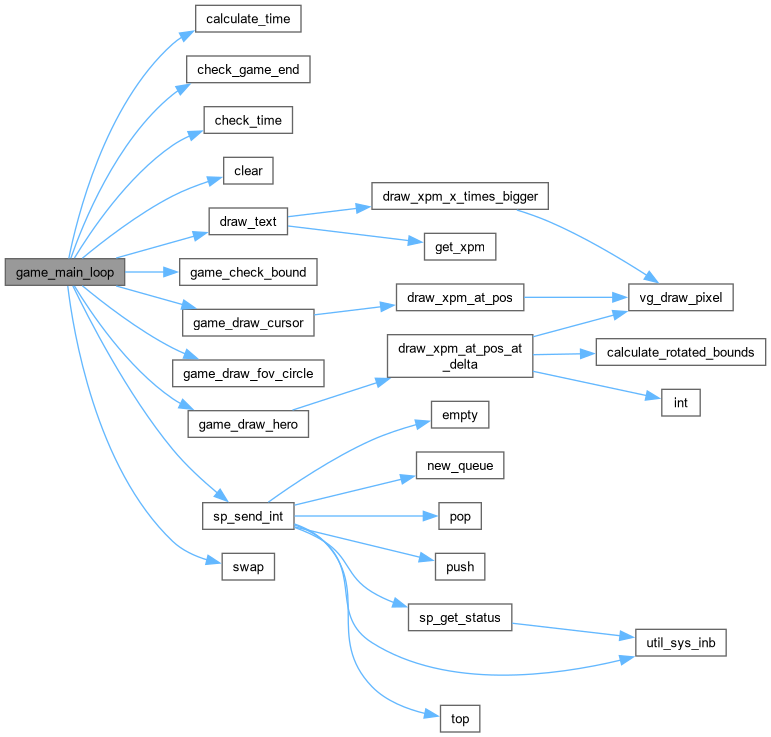 calculate_time
check_game_end
check_time
clear
draw_xpm_x_times_bigger
draw_text
get_xpm
game_main_loop
game_check_bound
draw_xpm_at_pos
vg_draw_pixel
game_draw_cursor
draw_xpm_at_pos_at
_delta
calculate_rotated_bounds
game_draw_fov_circle
int
empty
game_draw_hero
new_queue
sp_send_int
pop
swap
push
sp_get_status
util_sys_inb
top